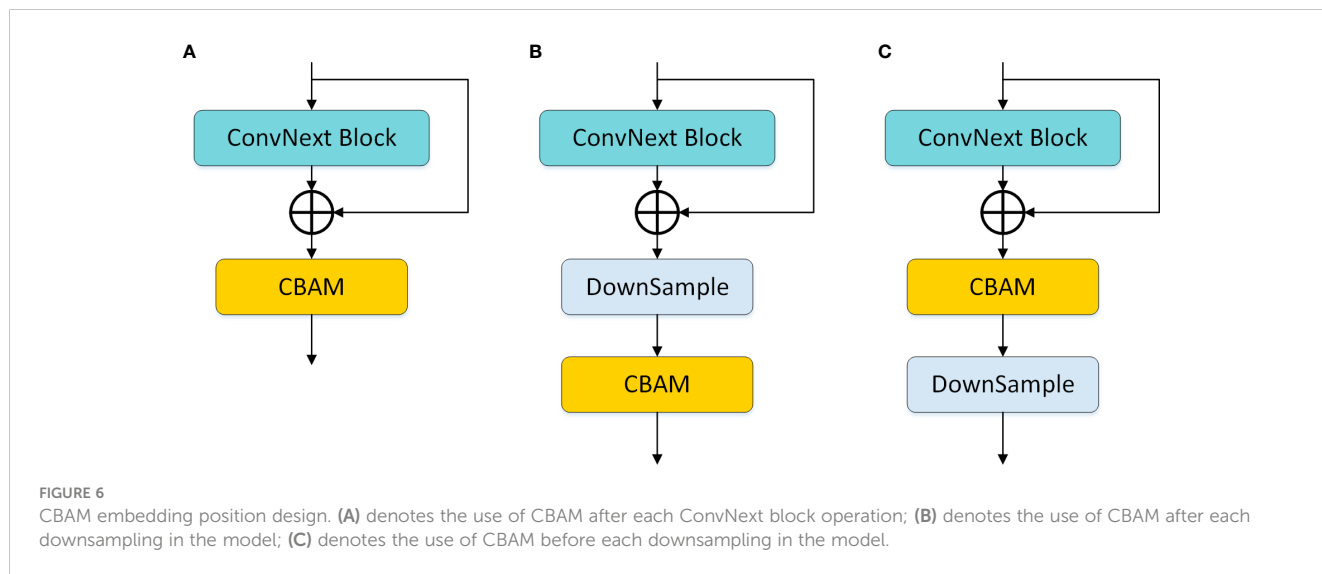 A
ConvNext Block
CBAM
B
ConvNext Block
DownSample
CBAM
C
ConvNext Block
CBAM
DownSample
FIGURE 6
CBAM embedding position design. (A) denotes the use of CBAM after each ConvNext block operation; (B) denotes the use of CBAM after each
downsampling in the model; (C) denotes the use of CBAM before each downsampling in the model.